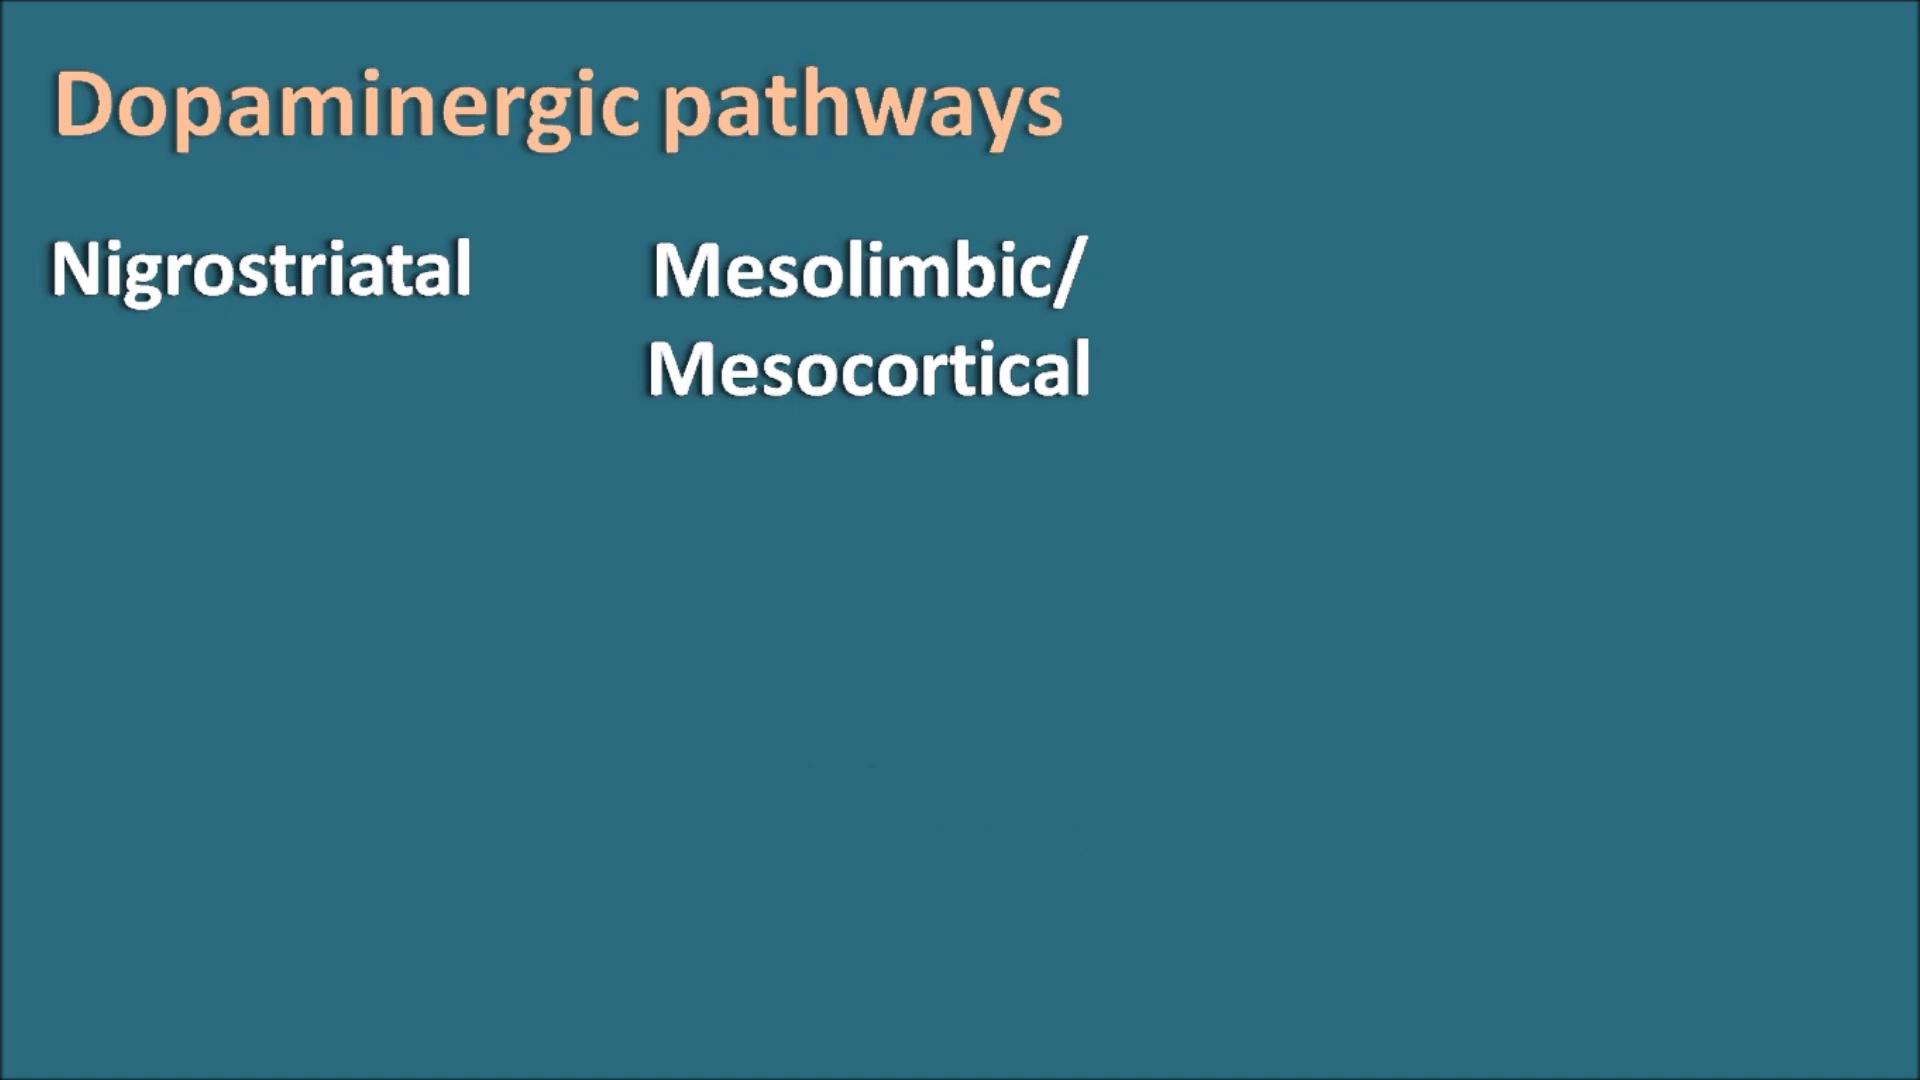 Dopaminergic pathways
Nigrostriatal
Mesolimbic/
Mesocortical